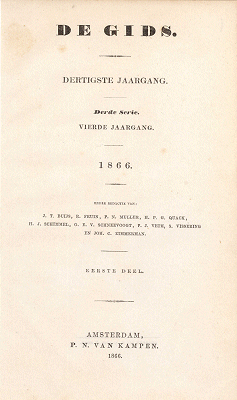 DE GIDS.
DERTIGSTE JAARGANG.
Derde Serie.
VIERDE JAARGANG.
1866.
ONDER REDACTIE VAN:
J. T. BUIJS, R. FRUIN, P. N. MULLER, H. P. G. QUACK,
H. J. SCHIMMEL, G. E. V. SCHNEEVOOGT, P. J. VETH, S. VISSERING
EN JOH. C. ZIMMERMAN.
EERSTE DEEL.
AMSTERDAM,
P. N. VAN KAMPEN.
1866.